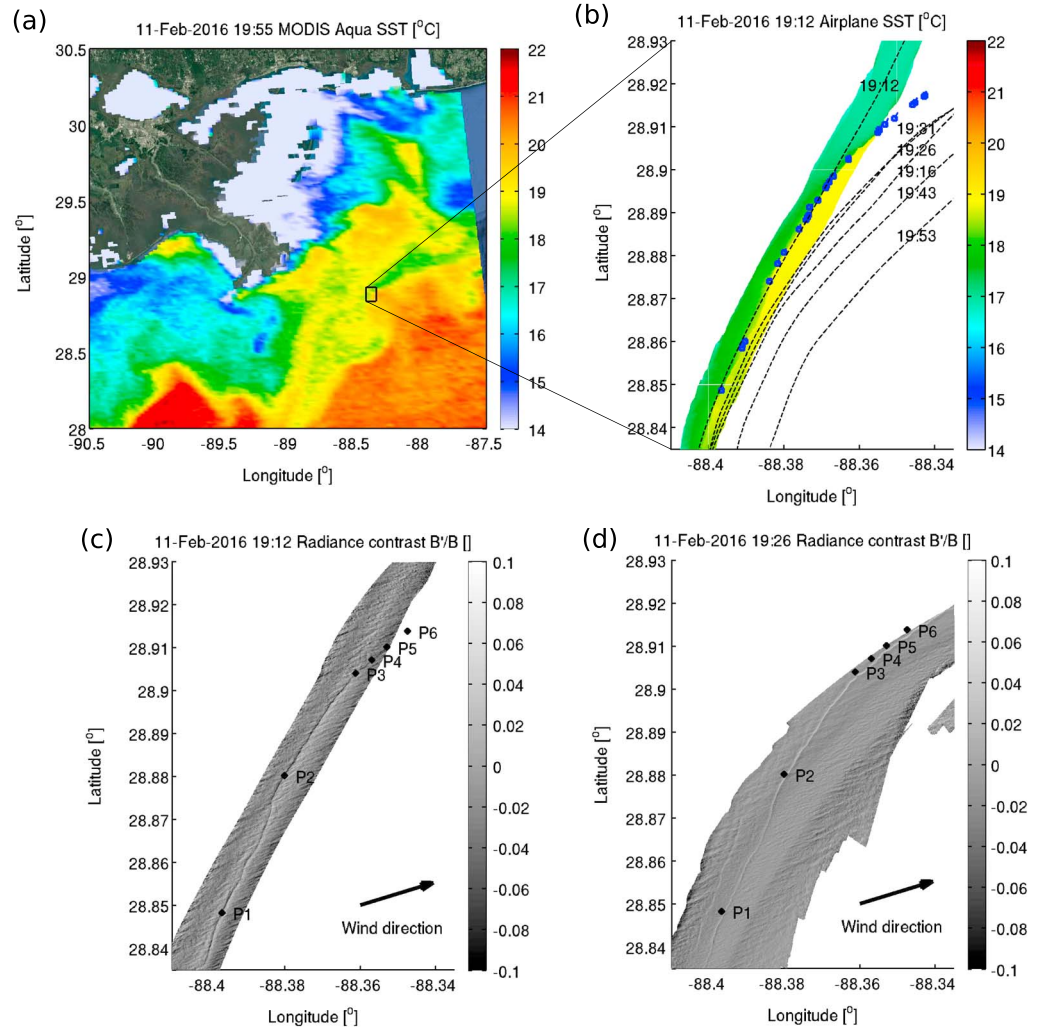 (a)
11-Feb-2016 19:55 MODIS Aqua SST [°C]
30.5
30
29.5
29
28.5
28
Latitude [°]
-90.5 -90 -89.5 -89 -88.5 -88 -87.5
Longitude [°]
22
21
20
19
18
17
16
15
14
(b)
11-Feb-2016 19:12 Airplane SST [°C]
28.93
28.92
28.91
28.9
28.89
28.88
28.87
28.86
28.85
28.84
Latitude [°]
19:12
19:31
19:26
19:16
19:43
19:53
-88.4 -88.38 -88.36 -88.34
Longitude [°]
22
21
20
19
18
17
16
15
14
(c)
11-Feb-2016 19:12 Radiance contrast B'/B []
28.93
28.92
28.91
28.9
28.89
28.88
28.87
28.86
28.85
28.84
Latitude [°]
P6
P5
P4
P3
P2
P1
Wind direction
-88.4 -88.38 -88.36 -88.34
Longitude [°]
0.1
0.08
0.06
0.04
0.02
0
-0.02
-0.04
-0.06
-0.08
-0.1
(d)
11-Feb-2016 19:26 Radiance contrast B'/B []
28.93
28.92
28.91
28.9
28.89
28.88
28.87
28.86
28.85
28.84
Latitude [°]
P6
P5
P4
P3
P2
P1
Wind direction
-88.4 -88.38 -88.36 -88.34
Longitude [°]
0.1
0.08
0.06
0.04
0.02
0
-0.02
-0.04
-0.06
-0.08
-0.1